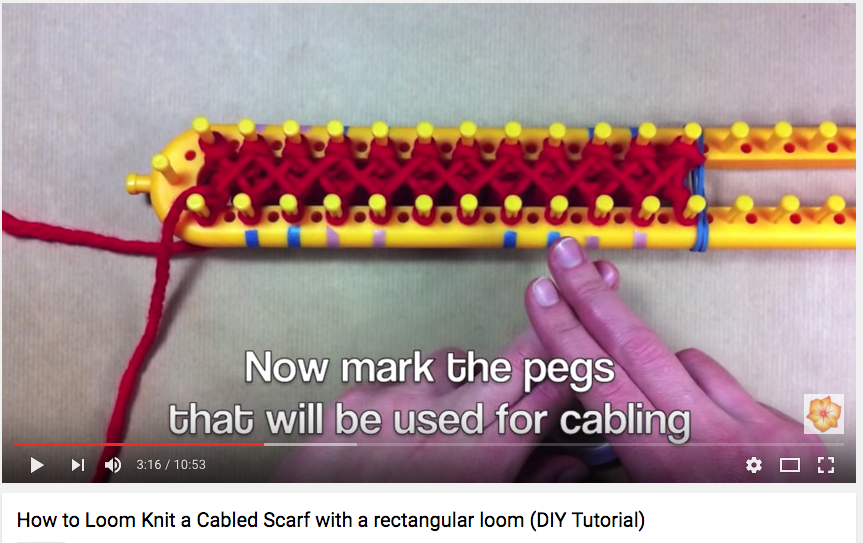 Now mark the pegs
that will be used for cabling
3:16 / 10:53
How to Loom Knit a Cabled Scarf with a rectangular loom (DIY Tutorial)